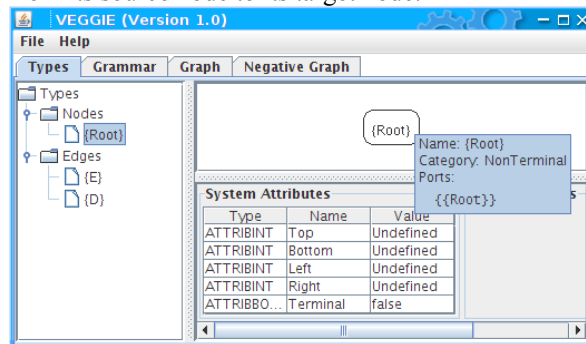 VEGGIE (Version 1.0)
File Help
Types Grammar Graph Negative Graph
Types
Nodes
{Root}
Edges
{E}
{D}
{Root}
Name: {Root}
Category: NonTerminal
Ports:
{{Root}}
System Attributes
Type Name Value
ATTRIBINT Top Undefined
ATTRIBINT Bottom Undefined
ATTRIBINT Left Undefined
ATTRIBINT Right Undefined
ATTRIBBO... Terminal false